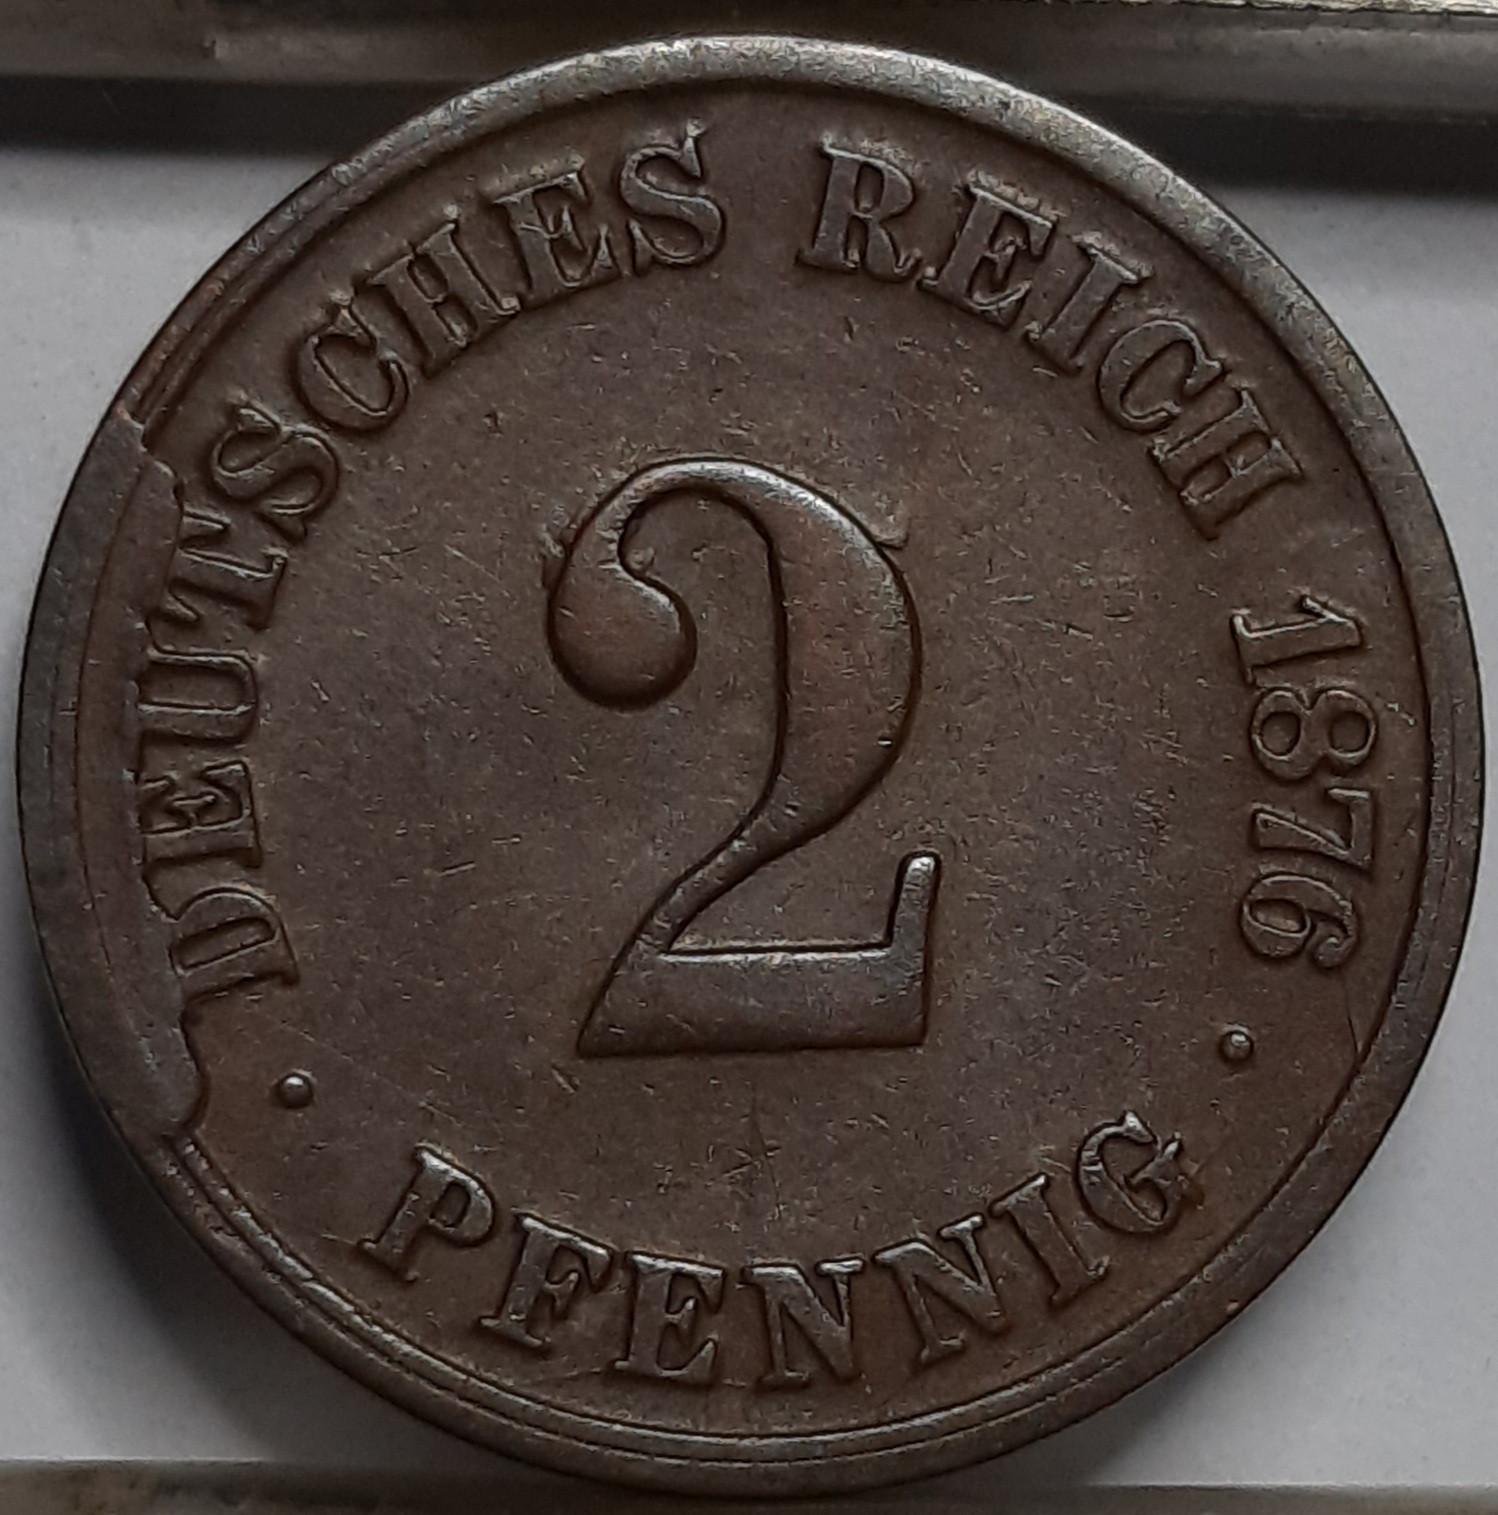 DEUTSCHES REICH 1876
2
· PFENNIG ·